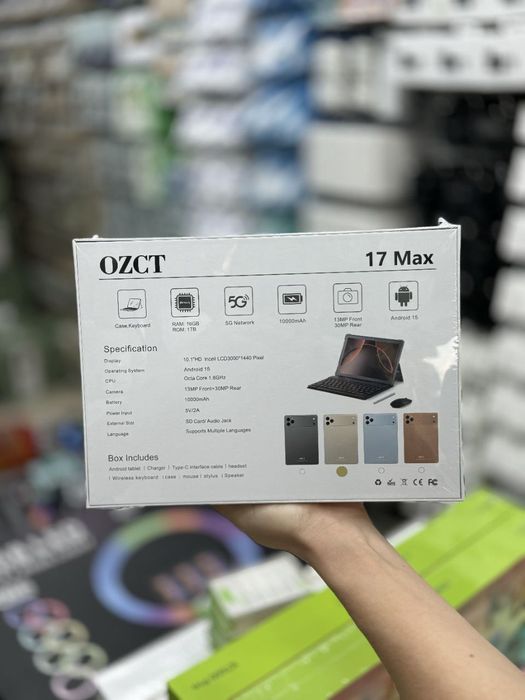 OZCT
17 Max
5G
Case,Keyboard
RAM: 16GB
ROM: 1TB
5G Network
10000mAh
13MP Front
30MP Rear
Android 15
Specification
Display 10.1"HD Incell LCD3000*1440 Pixel
Operating System Android 15
CPU Octa Core 1.8GHz
Camera 13MP Front+30MP Rear
Battery 10000mAh
Power Input 5V/2A
External Size SD Card/ Audio Jack
Language Supports Multiple Languages
Box Includes
Android tablet | Charger | Type-C interface cable | headset
| Wireless keyboard | case | mouse | stylus | Speaker
CE FC